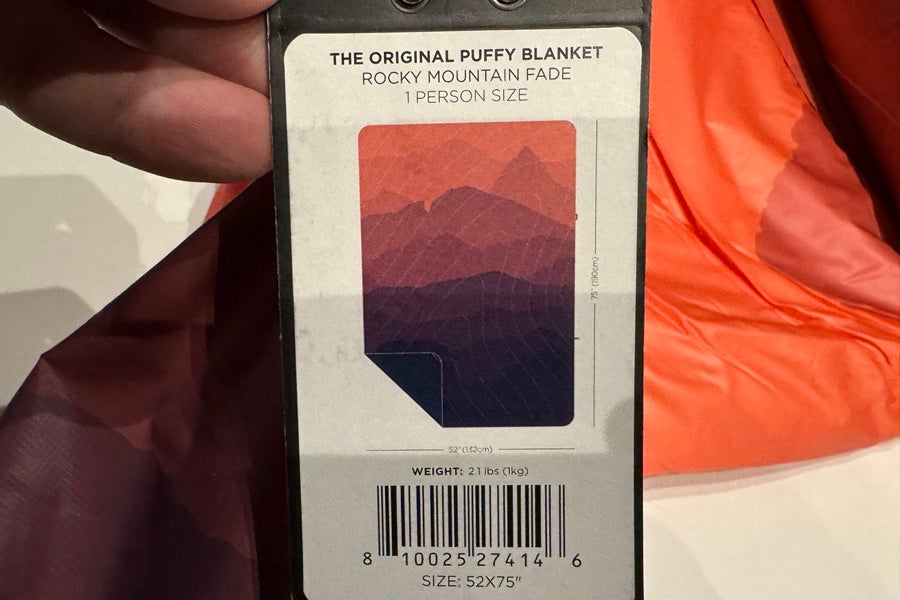 THE ORIGINAL PUFFY BLANKET
ROCKY MOUNTAIN FADE
1 PERSON SIZE
75" (190cm)
52" (132cm)
WEIGHT: 2.1 lbs (1kg)
8 10025 27414 6
SIZE: 52X75"